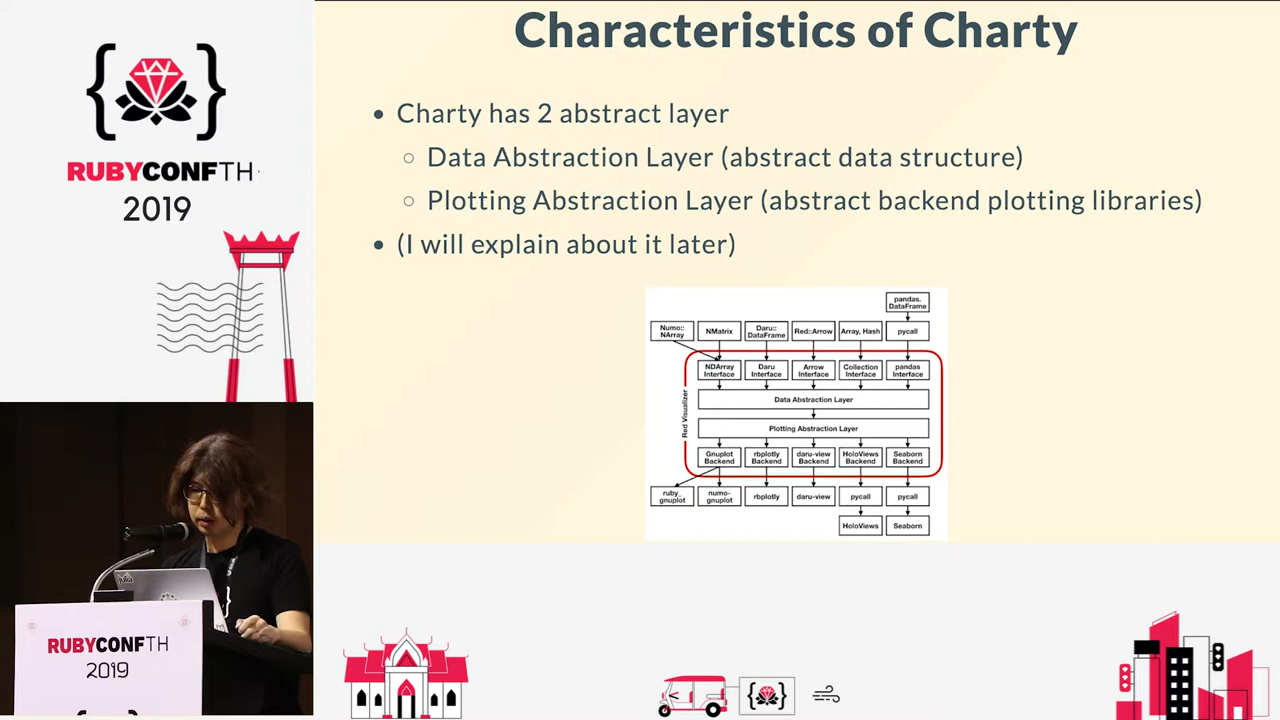 Characteristics of Charty
• Charty has 2 abstract layer
◦ Data Abstraction Layer (abstract data structure)
◦ Plotting Abstraction Layer (abstract backend plotting libraries)
• (I will explain about it later)
RUBYCONFTH
2019
pandas.
DataFrame
Numo::
NArray
NMatrix
Daru::
DataFrame
Red::Arrow
Array, Hash
pycall
NDArray
Interface
Daru
Interface
Arrow
Interface
Collection
Interface
pandas
Interface
Red Visualizer
Data Abstraction Layer
Plotting Abstraction Layer
Gnuplot
Backend
rbplotly
Backend
daru-view
Backend
HoloViews
Backend
Seaborn
Backend
ruby_
gnuplot
numo-
gnuplot
rbplotly
daru-view
pycall
pycall
HoloViews
Seaborn
RUBYCONFTH
2019